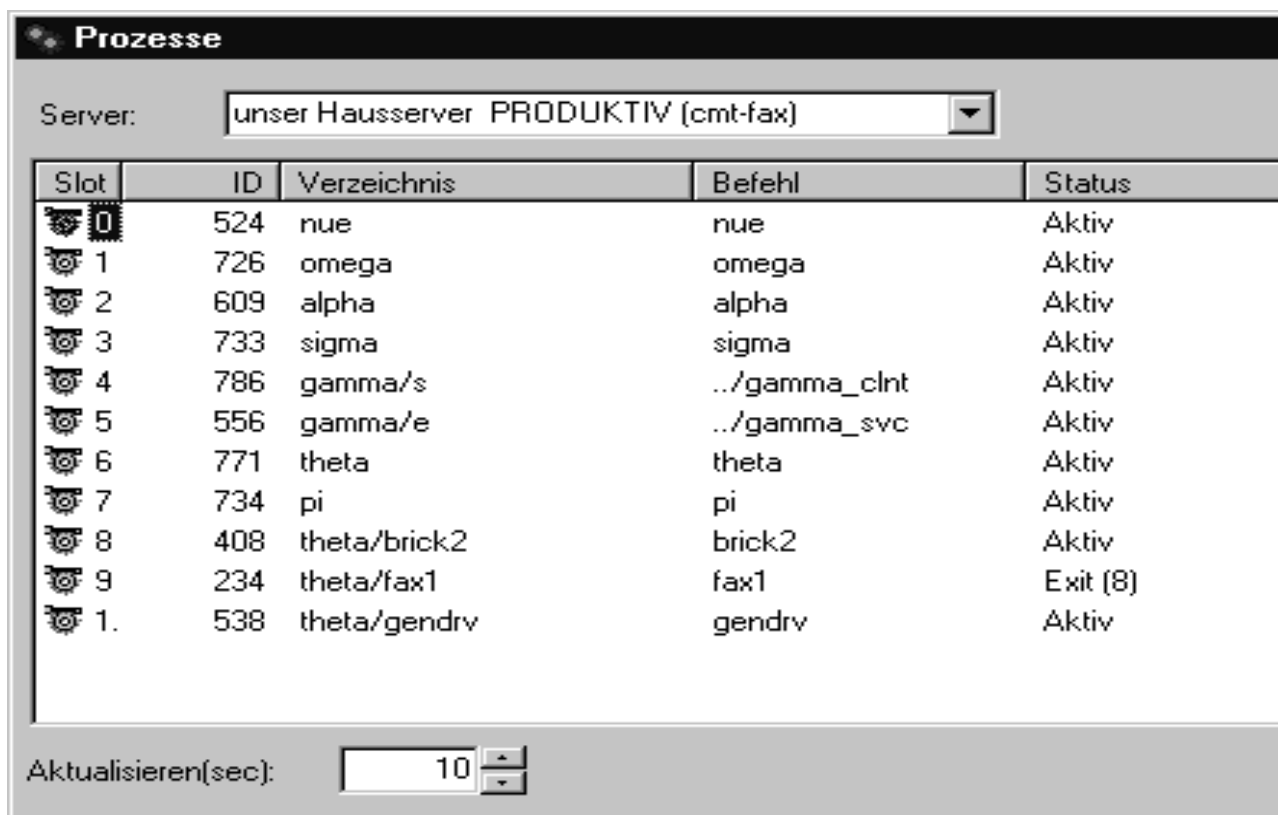 Prozesse
Server: unser Hausserver PRODUKTIV (cmt-fax)
Slot ID Verzeichnis Befehl Status
0 524 nue nue Aktiv
1 726 omega omega Aktiv
2 609 alpha alpha Aktiv
3 733 sigma sigma Aktiv
4 786 gamma/s ../gamma_clnt Aktiv
5 556 gamma/e ../gamma_svc Aktiv
6 771 theta theta Aktiv
7 734 pi pi Aktiv
8 408 theta/brick2 brick2 Aktiv
9 234 theta/fax1 fax1 Exit (8)
1. 538 theta/gendrv gendrv Aktiv
Aktualisieren(sec): 10